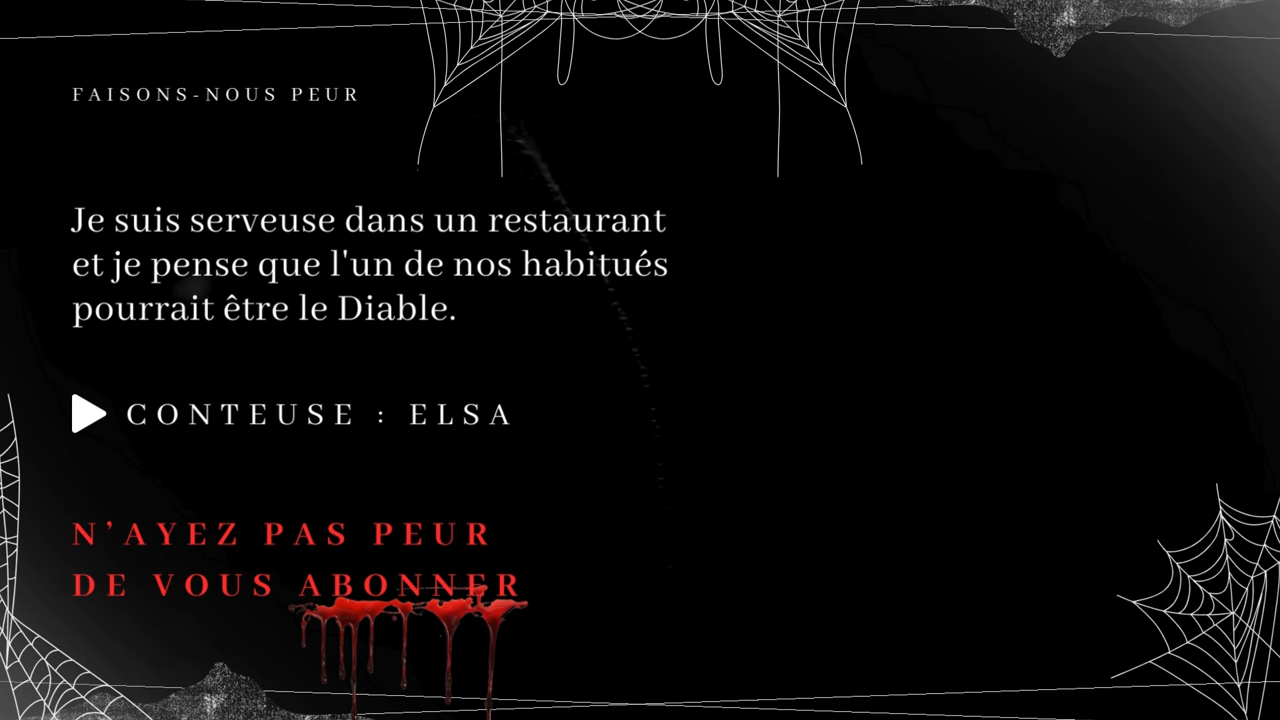 FAISONS-NOUS PEUR
Je suis serveuse dans un restaurant
et je pense que l'un de nos habitués
pourrait être le Diable.
CONTEUSE : ELSA
N’AYEZ PAS PEUR
DE VOUS ABONNER